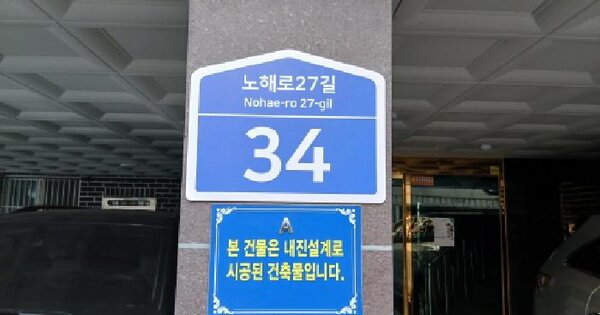 노해로27길
Nohae-ro 27-gil
34
A
본 건물은 내진설계로
시공된 건축물입니다.